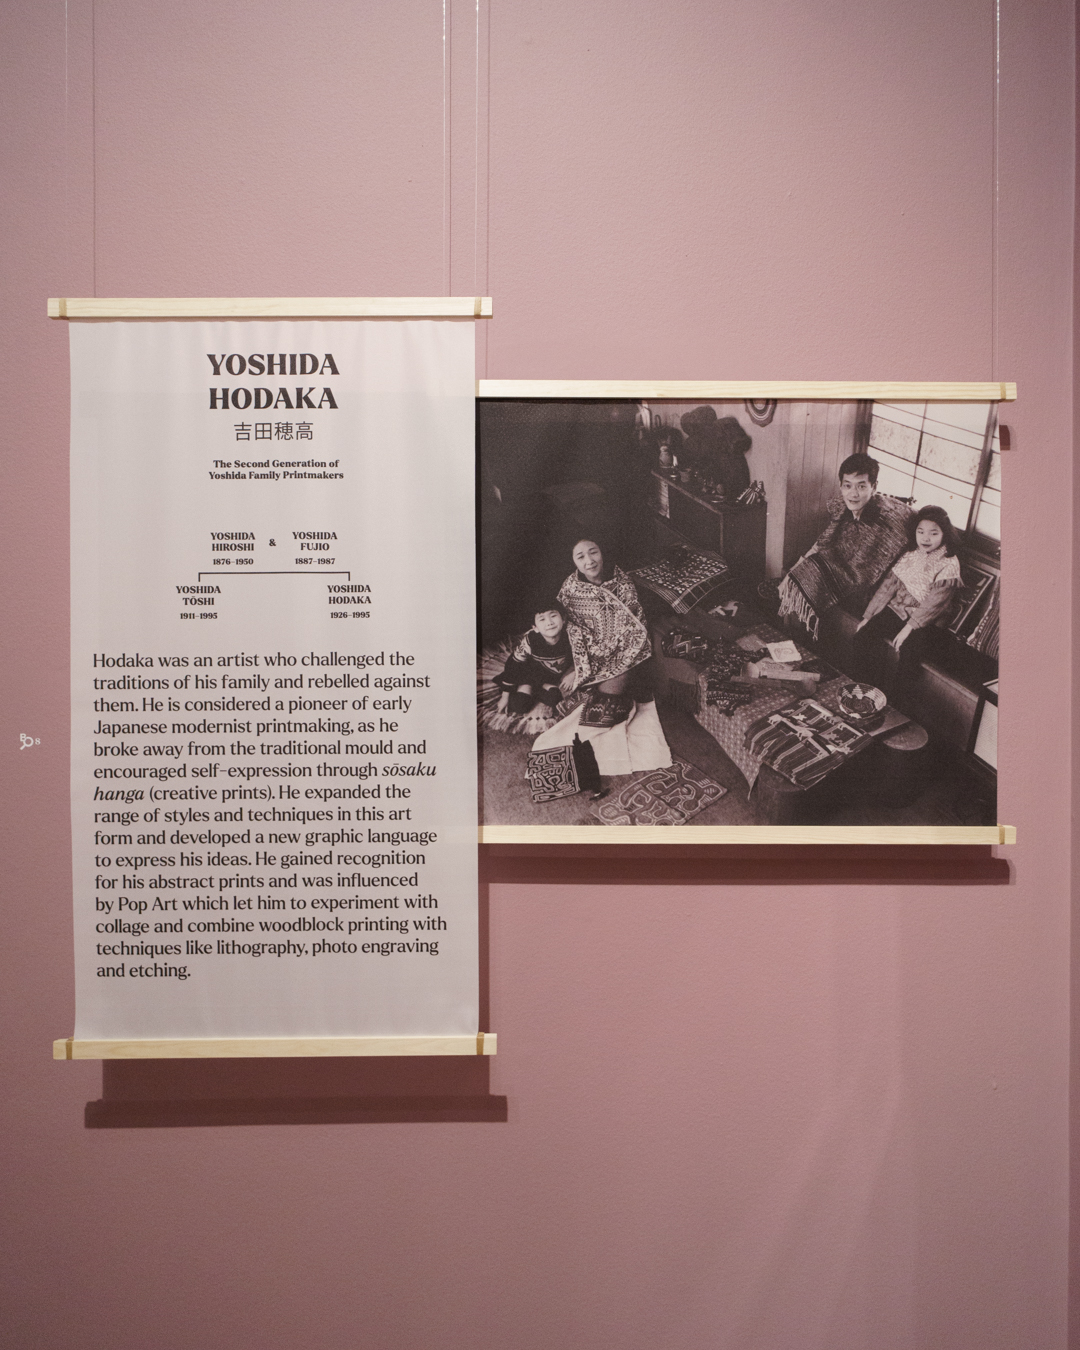 YOSHIDA
HODAKA
吉田穂高
The Second Generation of
Yoshida Family Printmakers
YOSHIDA HIROSHI 1876–1950
&
YOSHIDA FUJIO 1887–1987
YOSHIDA TŌSHI 1911–1995
YOSHIDA HODAKA 1926–1995
Hodaka was an artist who challenged the
traditions of his family and rebelled against
them. He is considered a pioneer of early
Japanese modernist printmaking, as he
broke away from the traditional mould and
encouraged self-expression through sōsaku
hanga (creative prints). He expanded the
range of styles and techniques in this art
form and developed a new graphic language
to express his ideas. He gained recognition
for his abstract prints and was influenced
by Pop Art which let him to experiment with
collage and combine woodblock printing with
techniques like lithography, photo engraving
and etching.
8